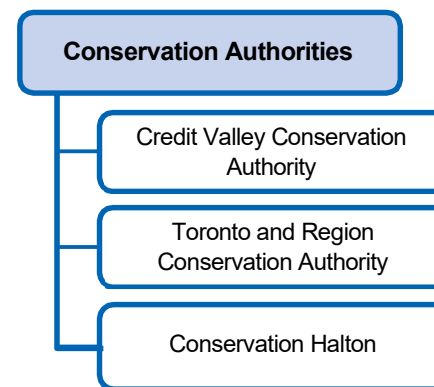 Conservation Authorities
Credit Valley Conservation
Authority
Toronto and Region
Conservation Authority
Conservation Halton